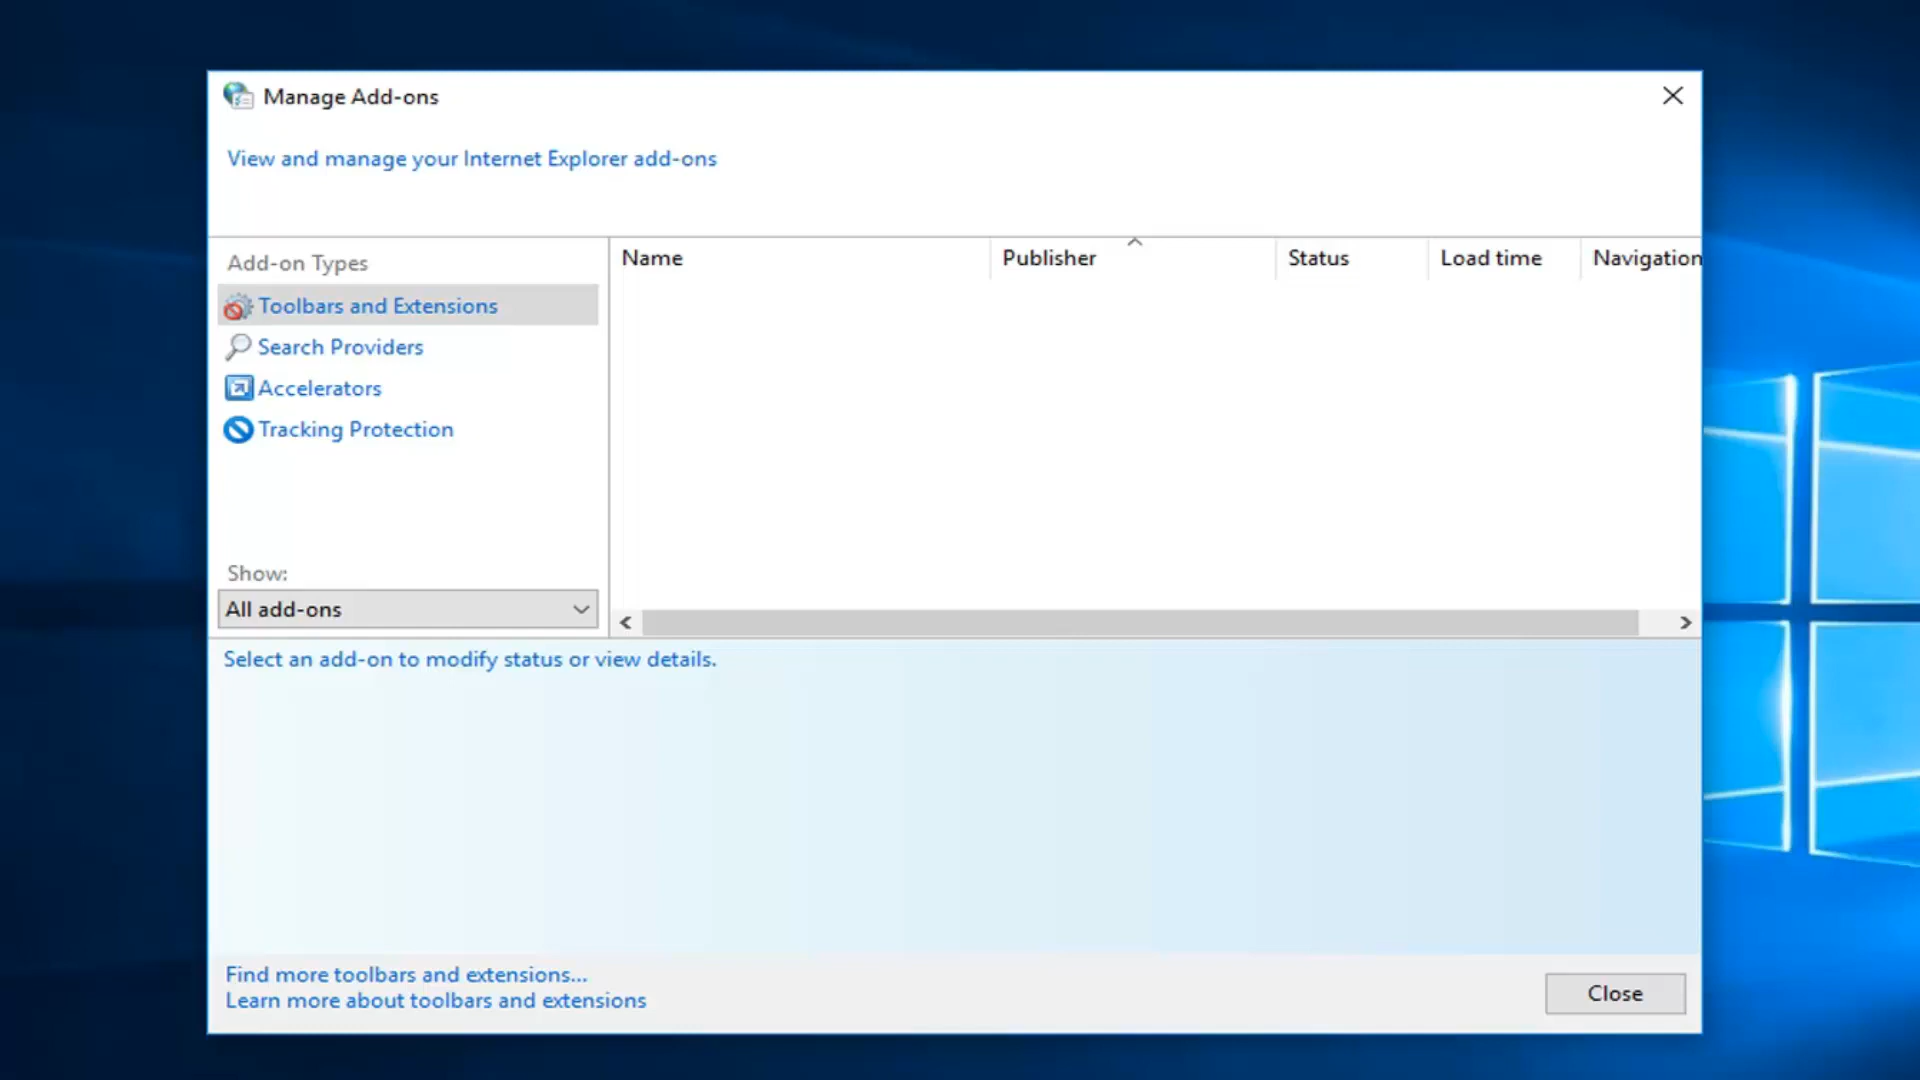 Manage Add-ons
View and manage your Internet Explorer add-ons
Add-on Types
Toolbars and Extensions
Search Providers
Accelerators
Tracking Protection
Show:
All add-ons
Name Publisher Status Load time Navigation
Select an add-on to modify status or view details.
Find more toolbars and extensions...
Learn more about toolbars and extensions
Close